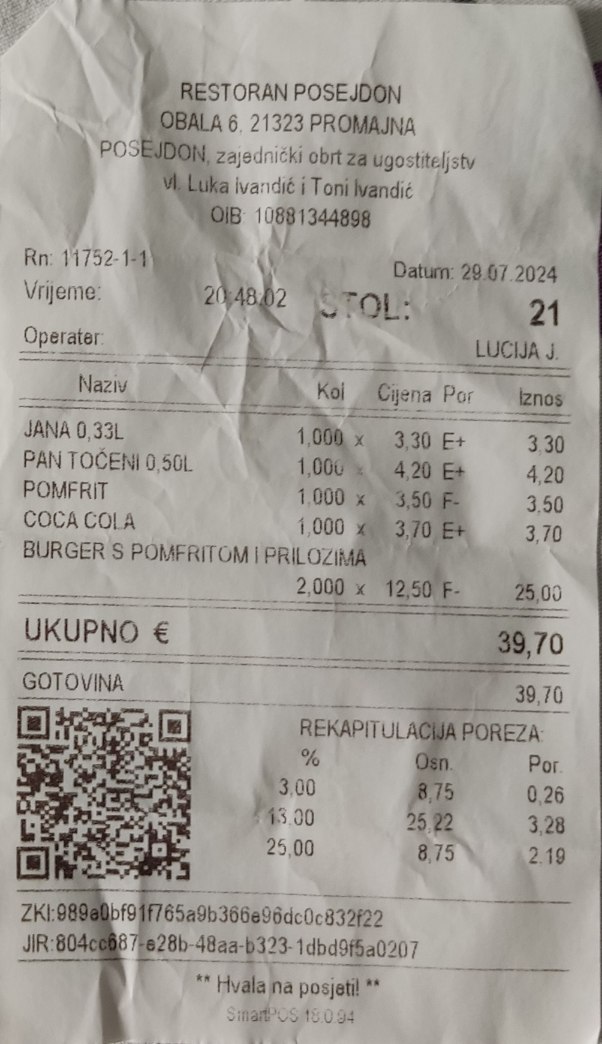 RESTORAN POSEJDON
OBALA 6, 21323 PROMAJNA
POSEJDON, zajednički obrt za ugostiteljstv
vl. Luka Ivandić i Toni Ivandić
OIB: 10881344898
Rn: 11752-1-1
Datum: 29.07.2024
Vrijeme: 20:48:02 STOL: 21
Operater: LUCIJA J.
Naziv Kol Cijena Por Iznos
JANA 0,33L 1,000 x 3,30 E+ 3,30
PAN TOČENI 0,50L 1,000 x 4,20 E+ 4,20
POMFRIT 1,000 x 3,50 F- 3,50
COCA COLA 1,000 x 3,70 E+ 3,70
BURGER S POMFRITOM I PRILOZIMA
2,000 x 12,50 F- 25,00
UKUPNO € 39,70
GOTOVINA 39,70
REKAPITULACIJA POREZA:
% Osn. Por.
3,00 8,75 0,26
13,00 25,22 3,28
25,00 8,75 2.19
ZKI:989a0bf91f765a9b366e96dc0c832f22
JIR:804cc687-e28b-48aa-b323-1dbd9f5a0207
** Hvala na posjeti! **
SmartPOS 18.0.94